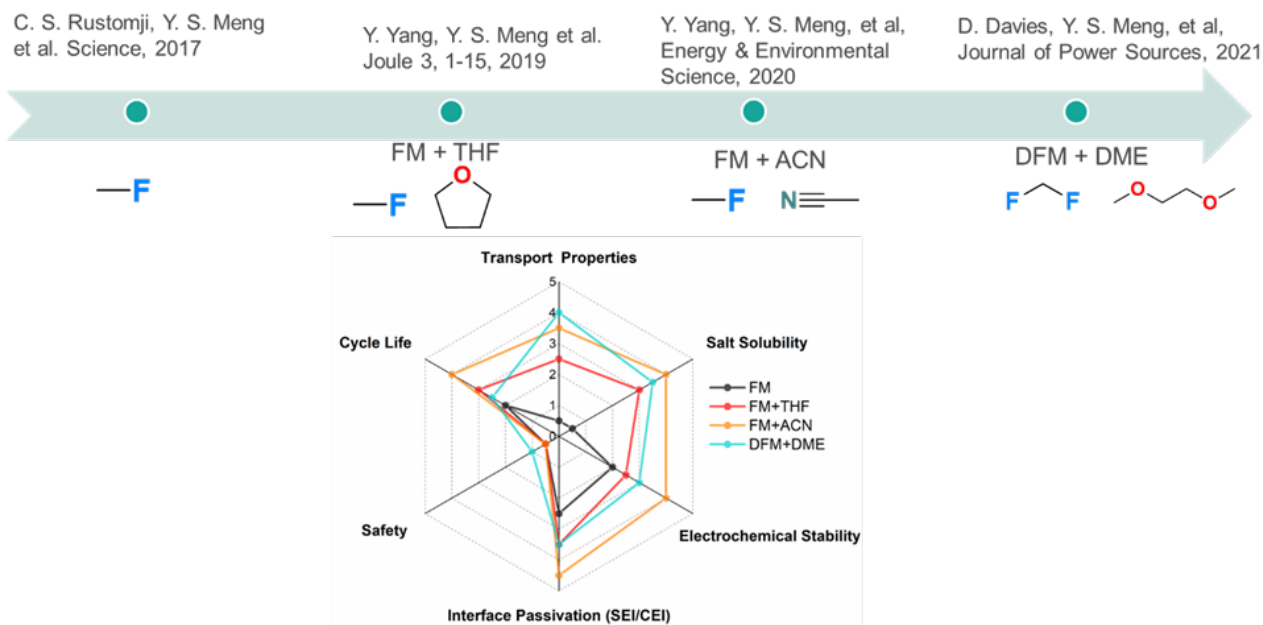 C. S. Rustomji, Y. S. Meng
et al. Science, 2017
Y. Yang, Y. S. Meng et al.
Joule 3, 1-15, 2019
Y. Yang, Y. S. Meng, et al,
Energy & Environmental
Science, 2020
D. Davies, Y. S. Meng, et al,
Journal of Power Sources, 2021
F
FM + THF
F
O
FM + ACN
F
N
DFM + DME
F
F
O
O
Transport Properties
5
4
3
2
1
0
Cycle Life
Salt Solubility
FM
FM+THF
FM+ACN
DFM+DME
Safety
Electrochemical Stability
Interface Passivation (SEI/CEI)